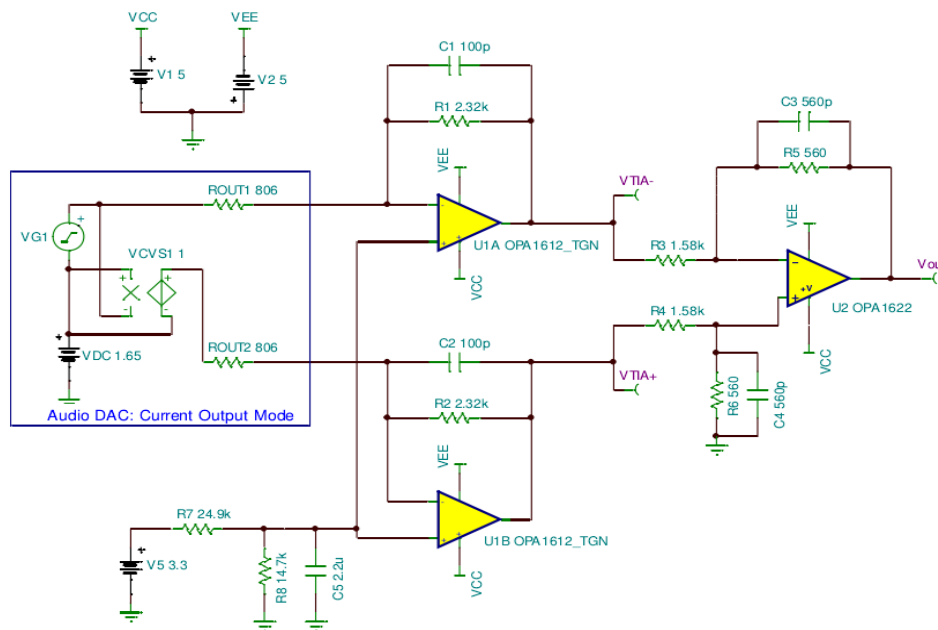 VCC
VEE
V1 5
V2 5
C1 100p
R1 2.32k
VEE
ROUT1 806
U1A OPA1612_TGN
VCC
VG1
VCVS1 1
VDC 1.65
ROUT2 806
Audio DAC: Current Output Mode
VTIA-
C3 560p
R5 560
VEE
R3 1.58k
U2 OPA1622
+V
VCC
R4 1.58k
C2 100p
VTIA+
R6 560
C4 560p
R2 2.32k
VEE
U1B OPA1612_TGN
VCC
R7 24.9k
V5 3.3
R8 14.7k
C5 2.2u